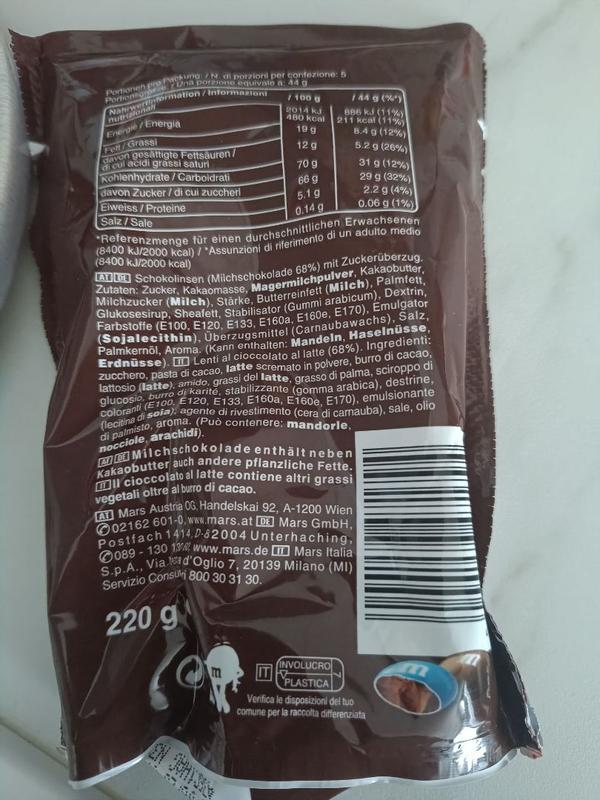 Portionen pro Packung: / N. di porzioni per confezione: 5
Portionsgrösse: / Una porzione equivale a: 44 g
Nährwertinformation / Informazioni nutrizionali / 100 g / 44 g (%*)
Energie / Energia 2014 kJ 480 kcal 886 kJ (11%) 211 kcal (11%)
Fett / Grassi 19 g 8.4 g (12%)
davon gesättigte Fettsäuren / di cui acidi grassi saturi 12 g 5.2 g (26%)
Kohlenhydrate / Carboidrati 70 g 31 g (12%)
davon Zucker / di cui zuccheri 66 g 29 g (32%)
Eiweiss / Proteine 5.1 g 2.2 g (4%)
Salz / Sale 0.14 g 0.06 g (1%)
*Referenzmenge für einen durchschnittlichen Erwachsenen
(8400 kJ/2000 kcal) / *Assunzioni di riferimento di un adulto medio
(8400 kJ/2000 kcal)
AT DE Schokolinsen (Milchschokolade 68%) mit Zuckerüberzug.
Zutaten: Zucker, Kakaomasse, Magermilchpulver, Kakaobutter,
Milchzucker (Milch), Stärke, Butterreinfett (Milch), Palmfett,
Glukosesirup, Sheafett, Stabilisator (Gummi arabicum), Dextrin,
Farbstoffe (E100, E120, E133, E160a, E160e, E170), Emulgator
(Sojalecithin), Überzugsmittel (Carnaubawachs), Salz,
Palmkernöl, Aroma. (Kann enthalten: Mandeln, Haselnüsse,
Erdnüsse). IT Lenti al cioccolato al latte (68%). Ingredienti:
zucchero, pasta di cacao, latte scremato in polvere, burro di cacao,
lattosio (latte), amido, grassi del latte, grasso di palma, sciroppo di
glucosio, burro di karité, stabilizzante (gomma arabica), destrine,
coloranti (E100, E120, E133, E160a, E160e, E170), emulsionante
(lecitina di soia), agente di rivestimento (cera di carnauba), sale, olio
di palmisto, aroma. (Può contenere: mandorle,
nocciole, arachidi).
AT DE Milchschokolade enthält neben
Kakaobutter auch andere pflanzliche Fette.
IT Il cioccolato al latte contiene altri grassi
vegetali oltre al burro di cacao.
AT Mars Austria OG, Handelskai 92, A-1200 Wien
02162 601-0, www.mars.at DE Mars GmbH,
Postfach 1414, D-82004 Unterhaching,
089 - 130 www.mars.de IT Mars Italia
S.p.A., Via d'Oglio 7, 20139 Milano (MI)
Servizio Consum 800 30 31 30.
220 g
m
IT INVOLUCRO
PLASTICA
Verifica le disposizioni del tuo
comune per la raccolta differenziata
m
m